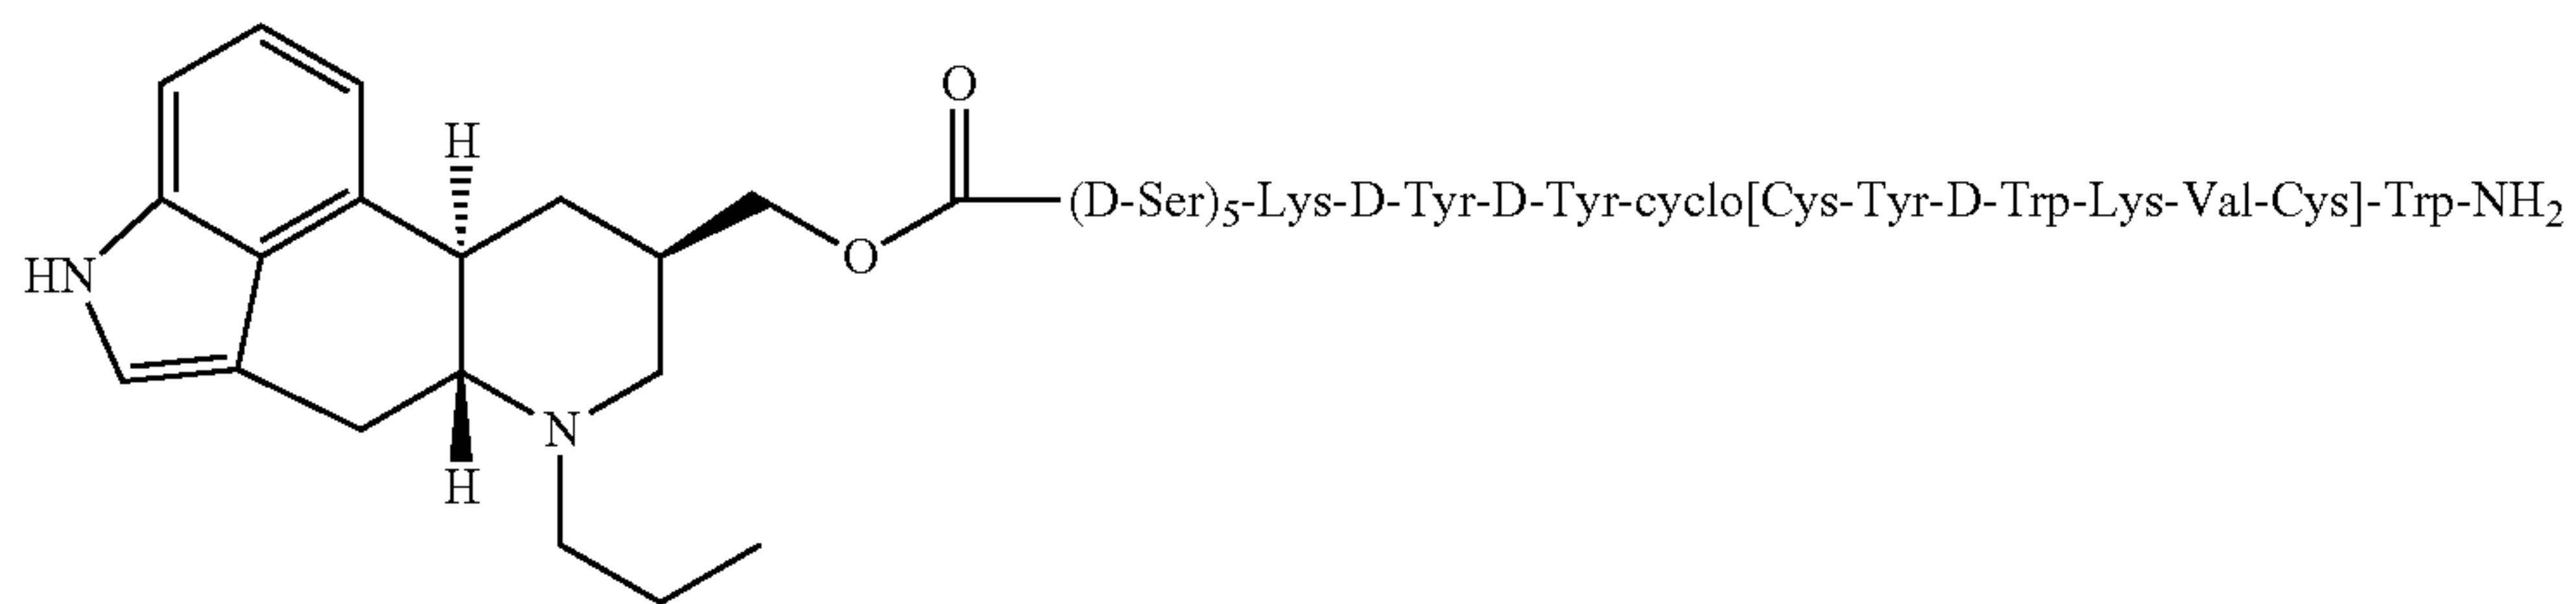 O
H
(D-Ser)5-Lys-D-Tyr-D-Tyr-cyclo[Cys-Tyr-D-Trp-Lys-Val-Cys]-Trp-NH2
O
HN
N
H